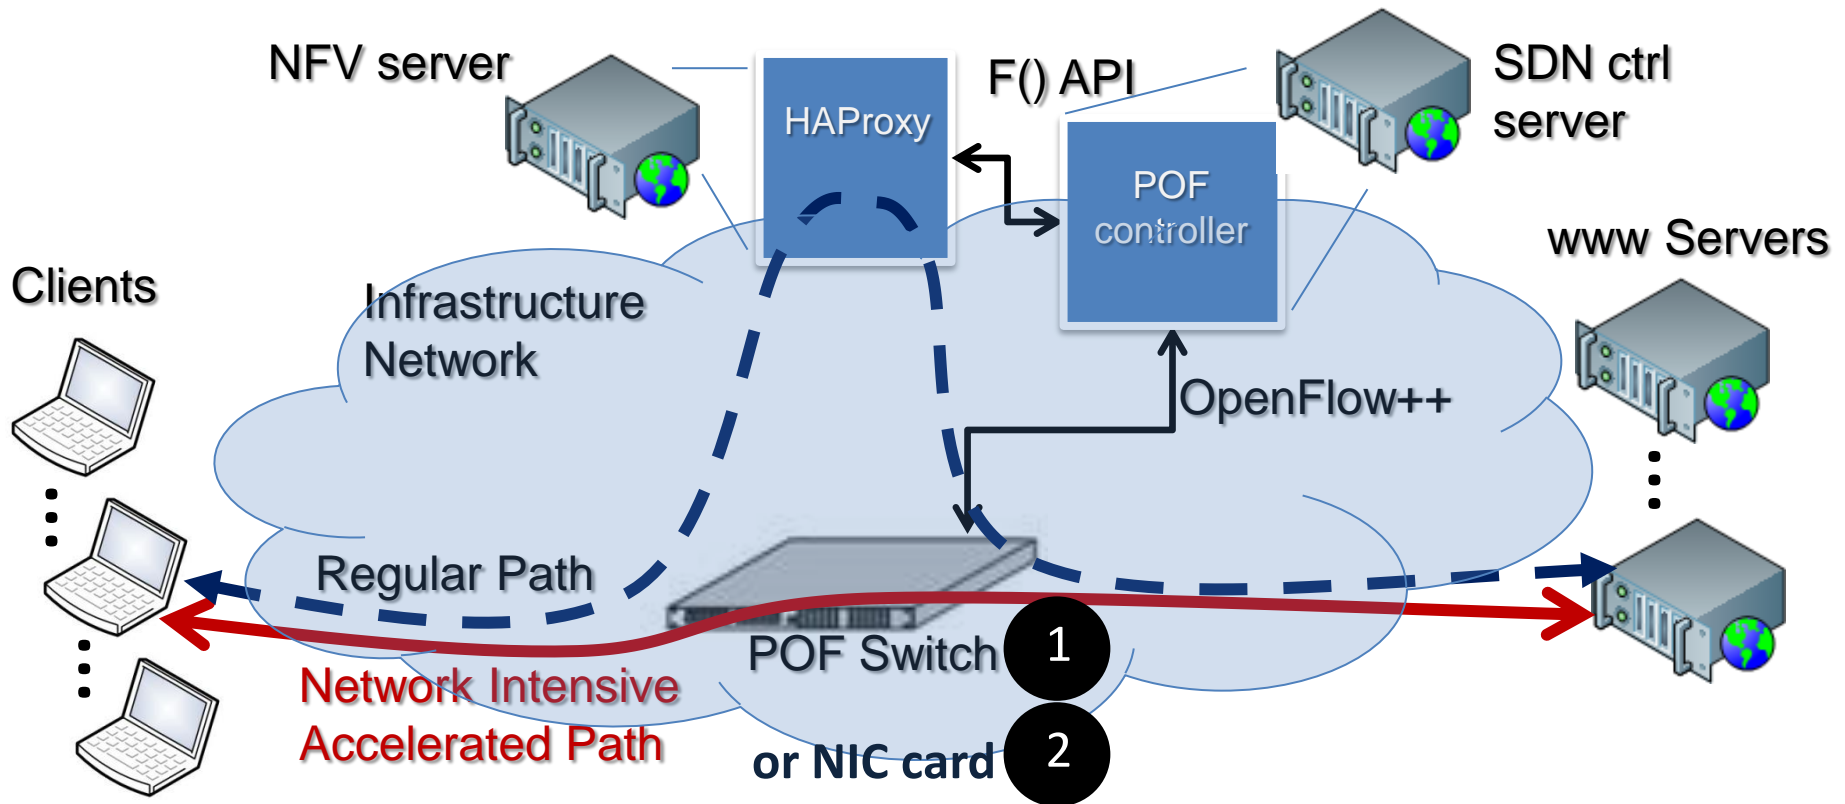 NFV server
HAProxy
F() API
SDN ctrl
server
POF
controller
www Servers
Clients
Infrastructure
Network
OpenFlow++
Regular Path
POF Switch 1
Network Intensive
Accelerated Path
or NIC card 2